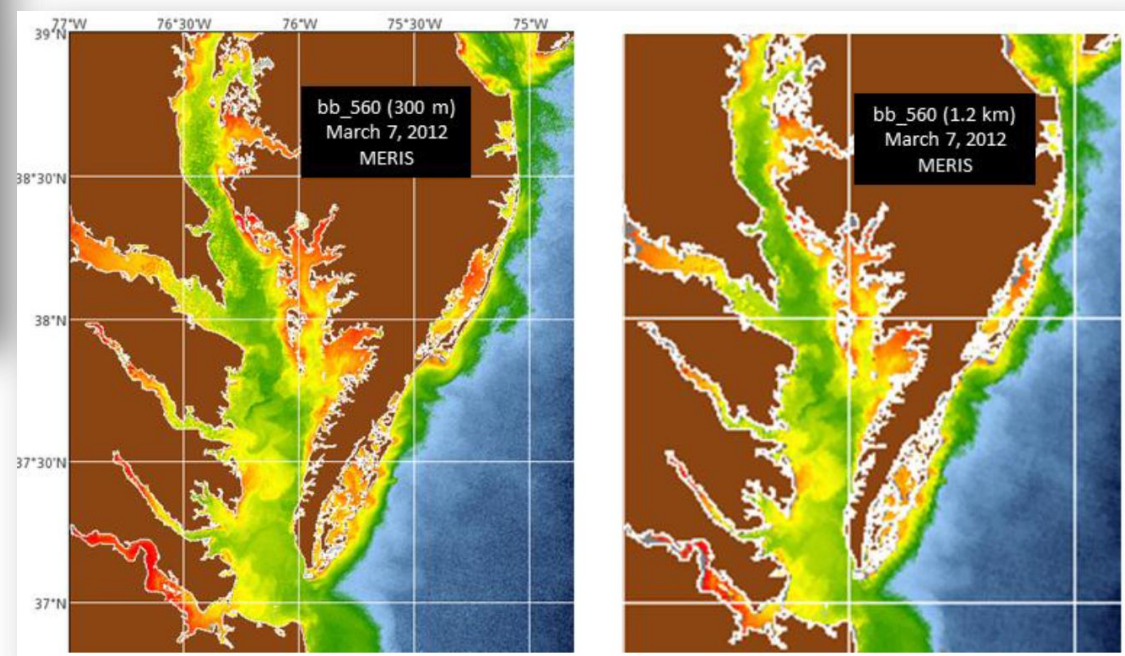 77°W 76°30'W 76°W 75°30'W 75°W
39°N
bb_560 (300 m)
March 7, 2012
MERIS
38°30'N
38°N
37°30'N
37°N
bb_560 (1.2 km)
March 7, 2012
MERIS